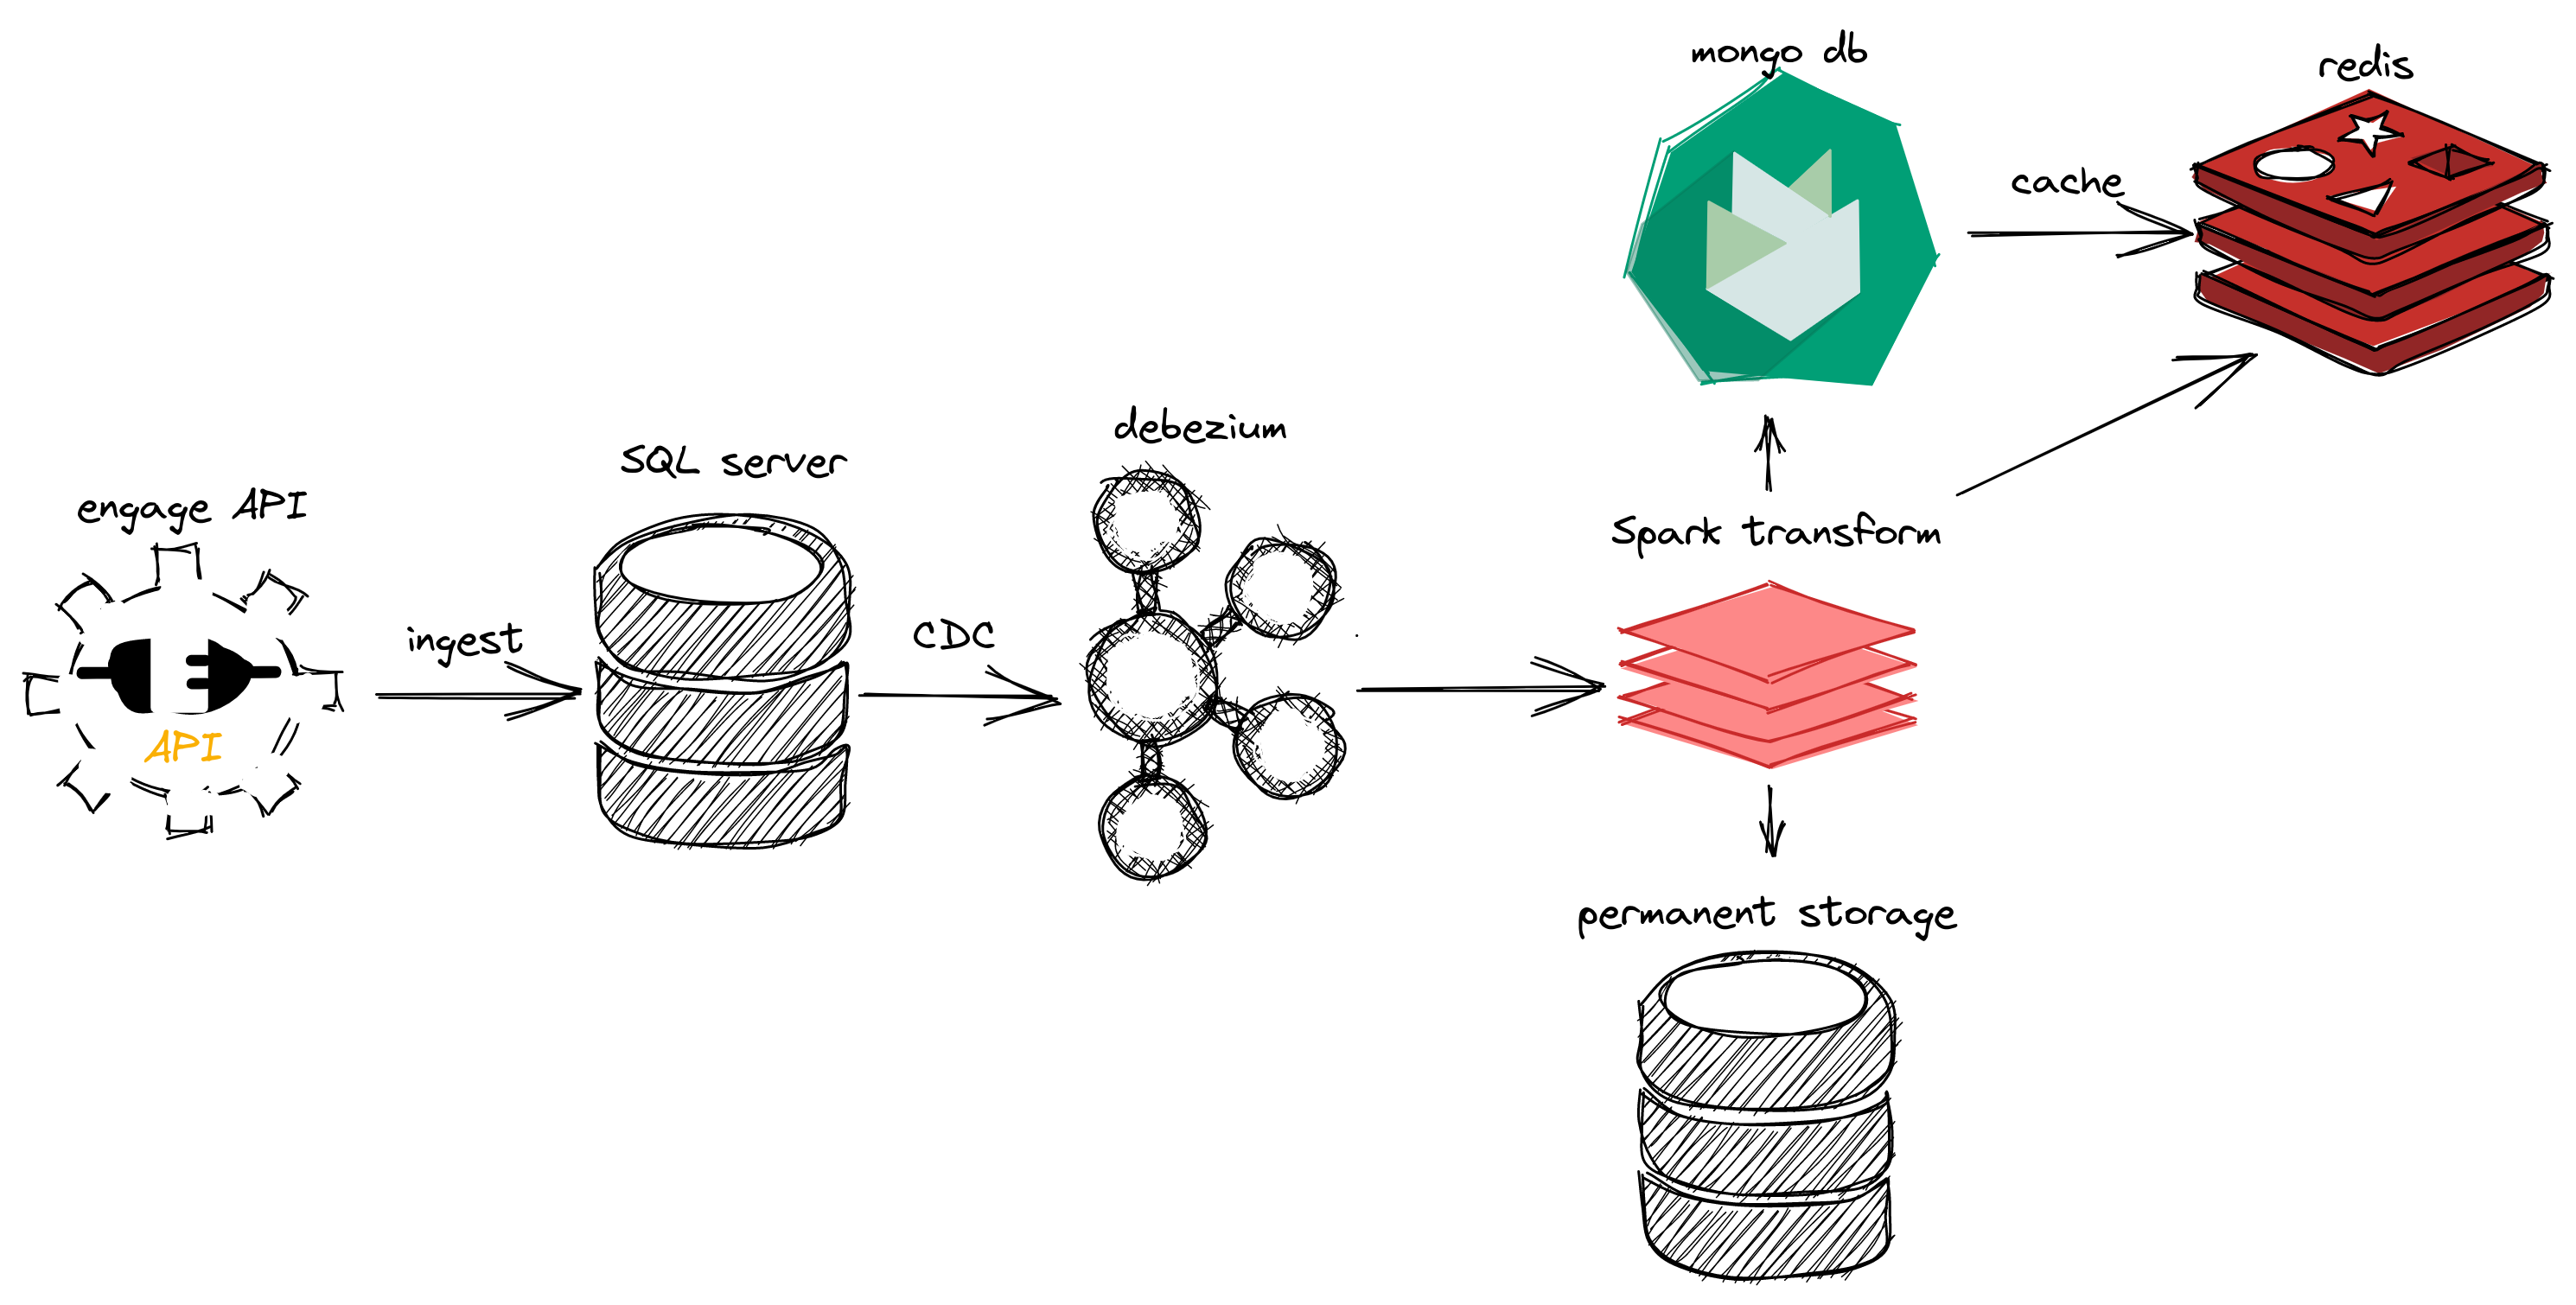 engage API
API
ingest
SQL server
CDC
debezium
Spark transform
mongo db
cache
redis
permanent storage